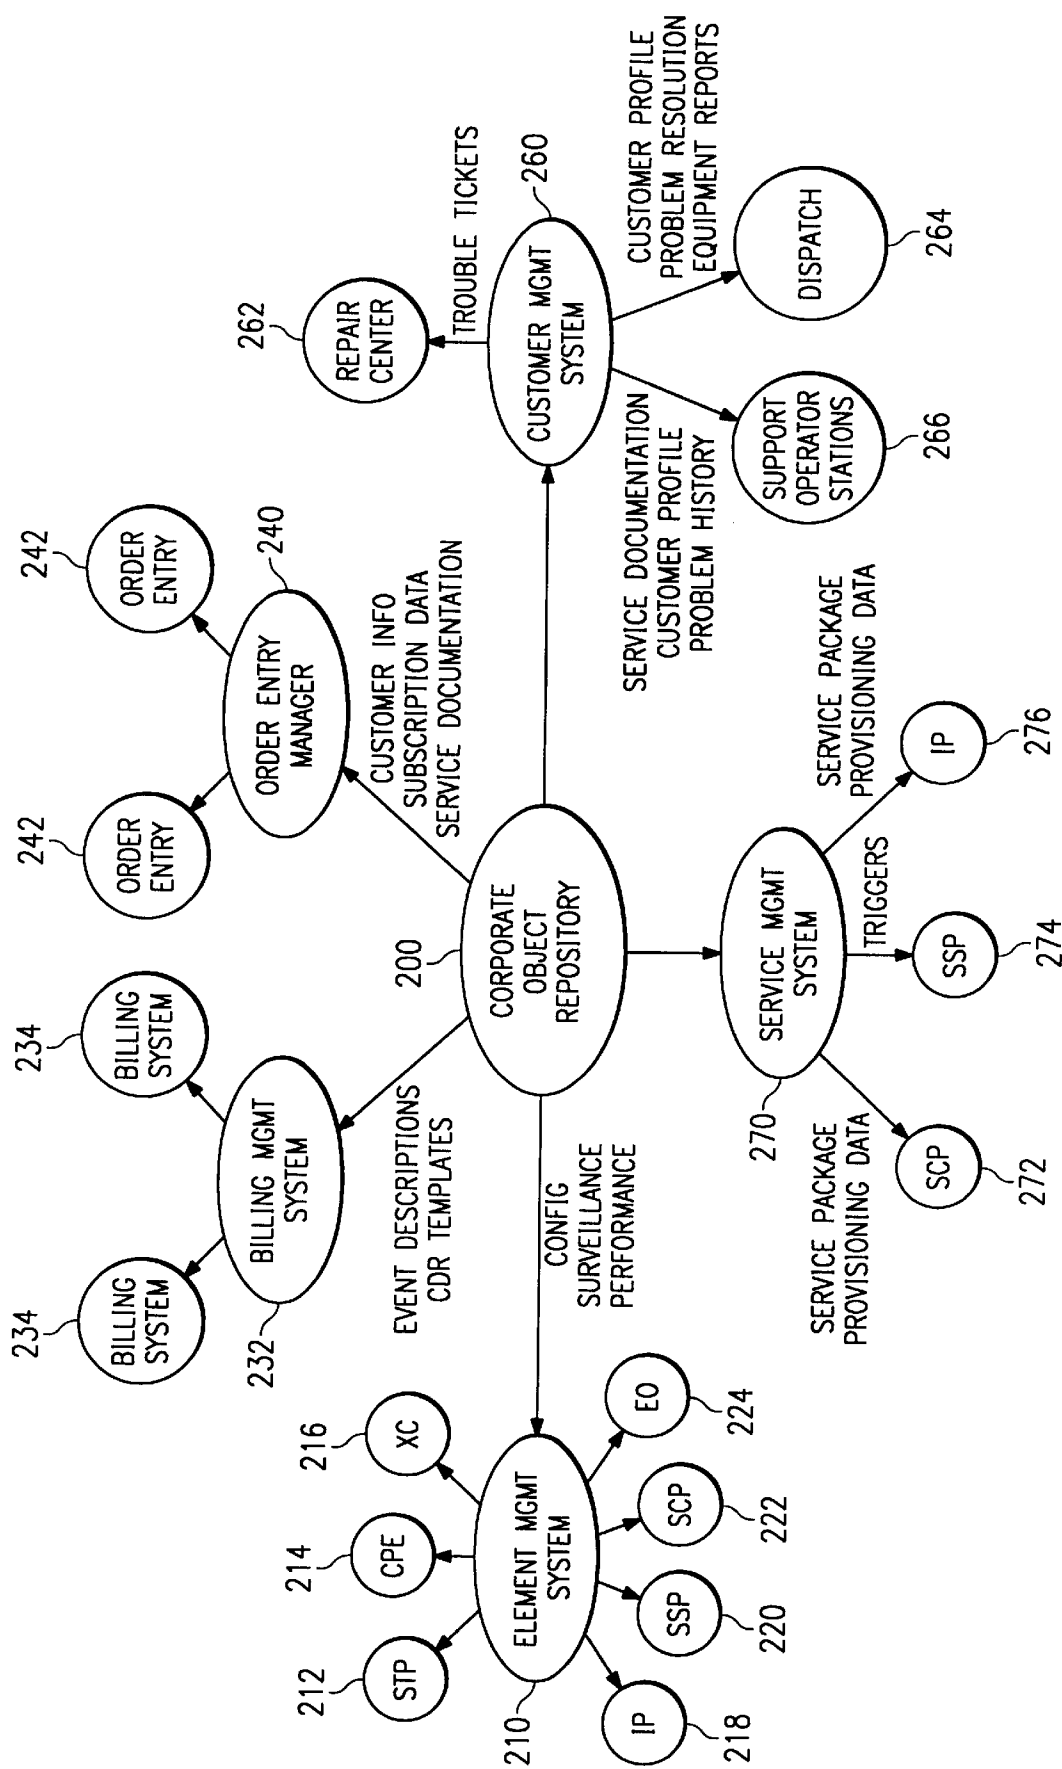 234
BILLING
SYSTEM
234
BILLING
SYSTEM
242
ORDER
ENTRY
242
ORDER
ENTRY
BILLING MGMT
SYSTEM
232
ORDER ENTRY
MANAGER
240
262
REPAIR
CENTER
TROUBLE TICKETS
EVENT DESCRIPTIONS
CDR TEMPLATES
CUSTOMER INFO
SUBSCRIPTION DATA
SERVICE DOCUMENTATION
212
STP
214
CPE
216
XC
210
ELEMENT MGMT
SYSTEM
CONFIG
SURVEILLANCE
PERFORMANCE
200
CORPORATE
OBJECT
REPOSITORY
CUSTOMER MGMT
SYSTEM
260
IP
218
SSP
220
SCP
222
EO
224
SERVICE DOCUMENTATION
CUSTOMER PROFILE
PROBLEM HISTORY
CUSTOMER PROFILE
PROBLEM RESOLUTION
EQUIPMENT REPORTS
SUPPORT
OPERATOR
STATIONS
266
DISPATCH
264
270
SERVICE MGMT
SYSTEM
SERVICE PACKAGE
PROVISIONING DATA
TRIGGERS
SERVICE PACKAGE
PROVISIONING DATA
SCP
272
SSP
274
IP
276